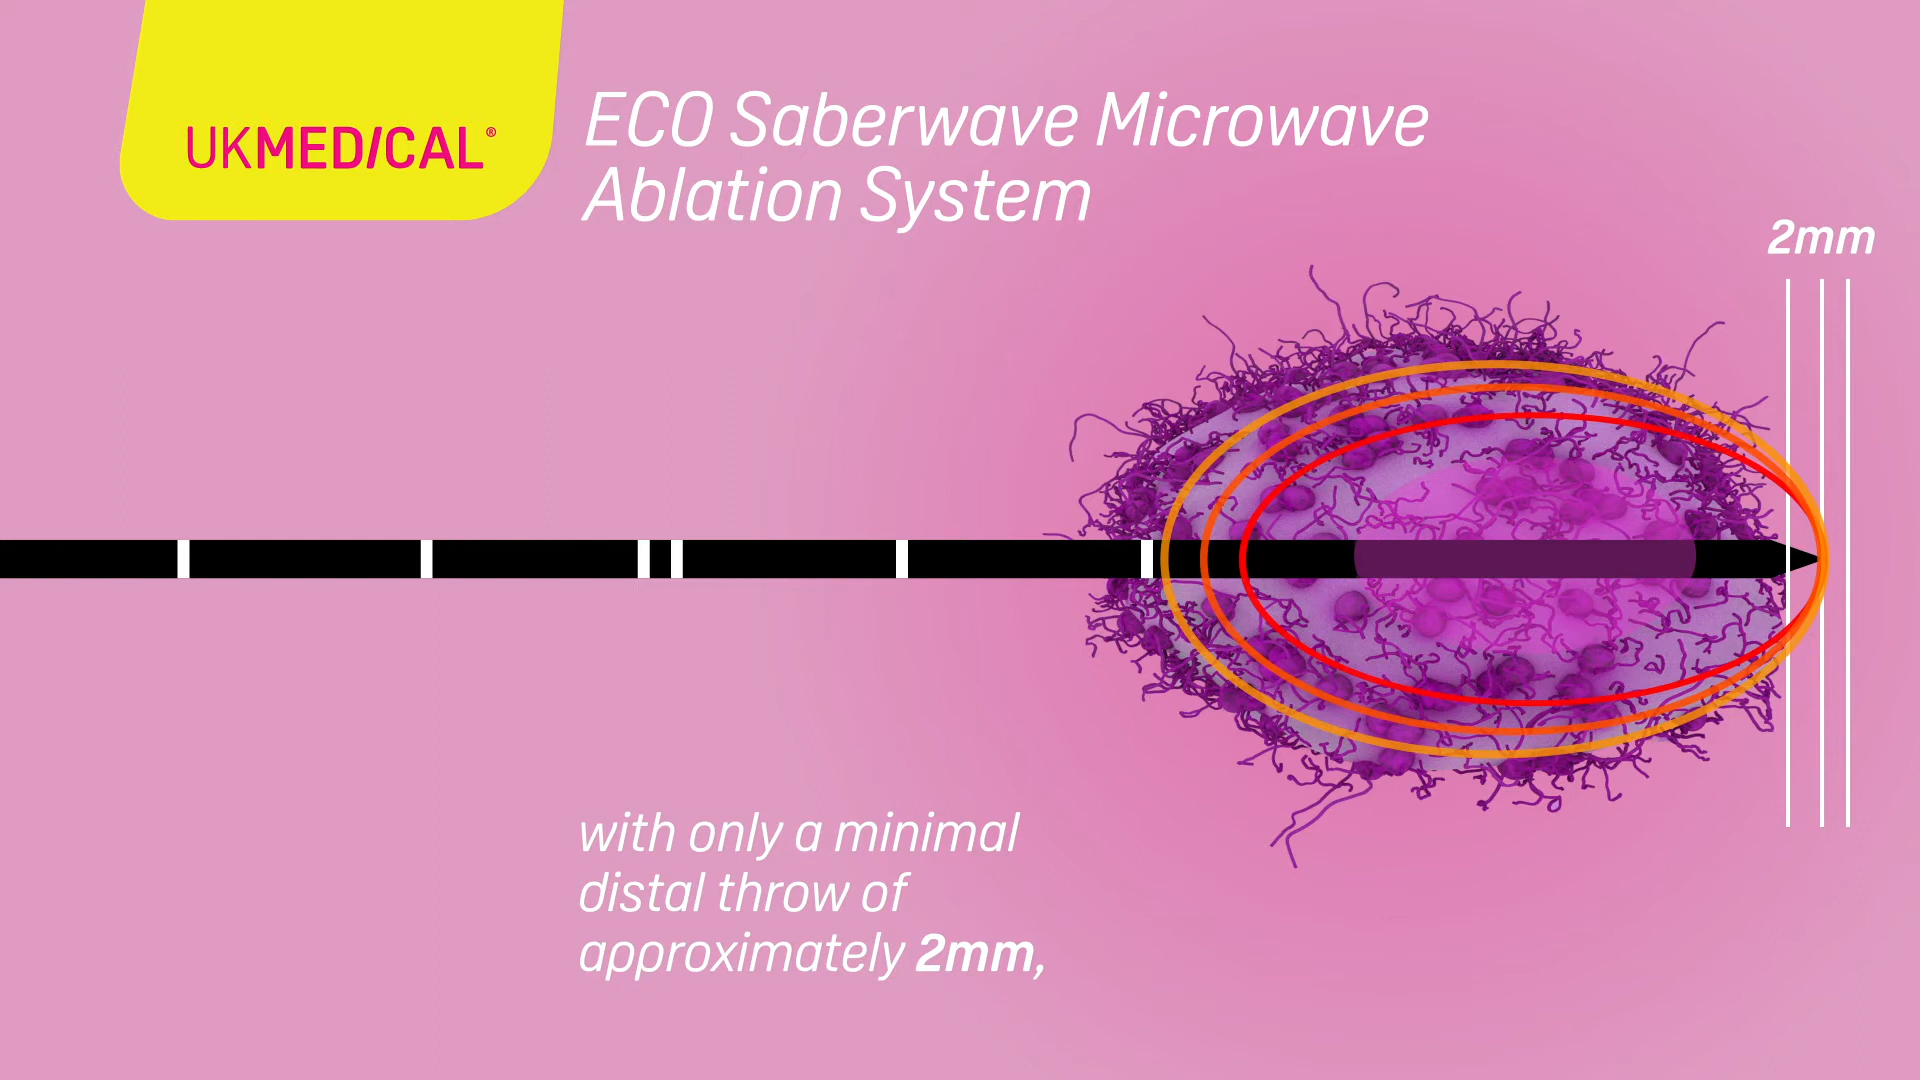 UKMEDICAL®
ECO Saberwave Microwave
Ablation System
2mm
with only a minimal
distal throw of
approximately 2mm,